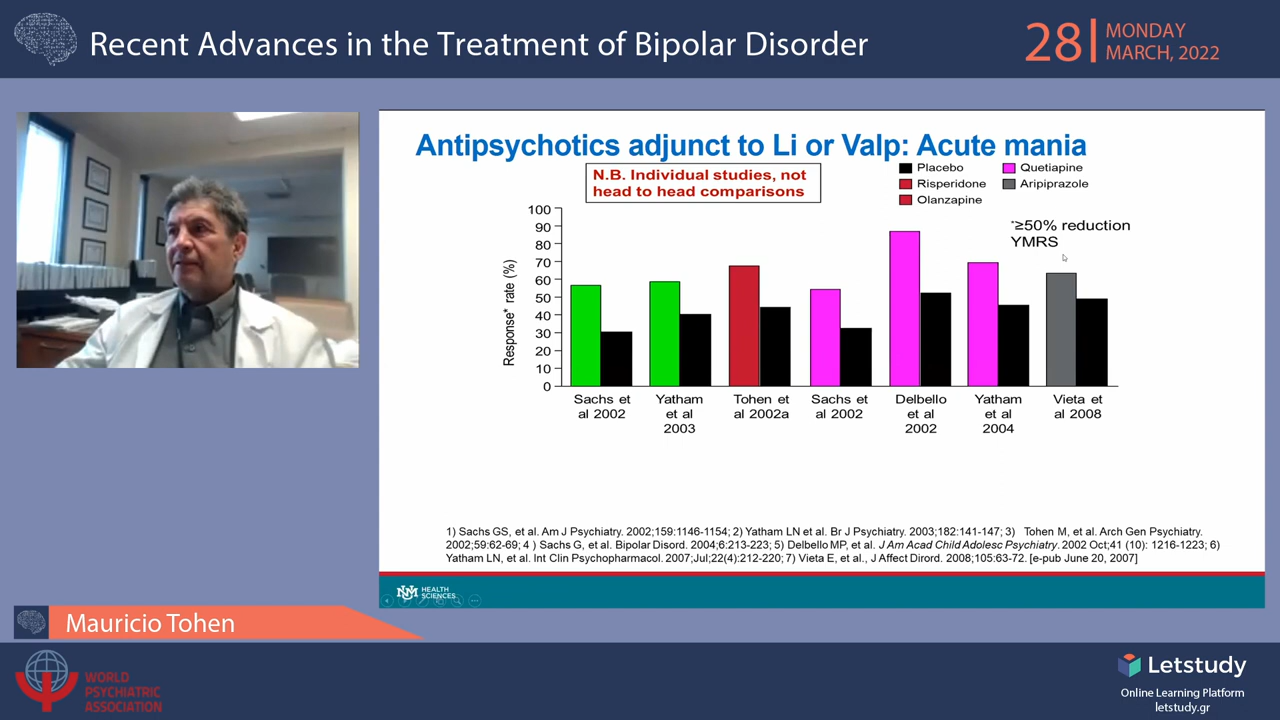 Recent Advances in the Treatment of Bipolar Disorder
28
MONDAY
MARCH, 2022
Antipsychotics adjunct to Li or Valp: Acute mania
N.B. Individual studies, not
head to head comparisons
Placebo
Quetiapine
Risperidone
Aripiprazole
Olanzapine
*≥50% reduction
YMRS
Response* rate (%)
100
90
80
70
60
50
40
30
20
10
0
Sachs et
al 2002
Yatham
et al
2003
Tohen et
al 2002a
Sachs et
al 2002
Delbello
et al
2002
Yatham
et al
2004
Vieta et
al 2008
1) Sachs GS, et al. Am J Psychiatry. 2002;159:1146-1154; 2) Yatham LN et al. Br J Psychiatry. 2003;182:141-147; 3) Tohen M, et al. Arch Gen Psychiatry.
2002;59:62-69; 4 ) Sachs G, et al. Bipolar Disord. 2004;6:213-223; 5) Delbello MP, et al. J Am Acad Child Adolesc Psychiatry. 2002 Oct;41 (10): 1216-1223; 6)
Yatham LN, et al. Int Clin Psychopharmacol. 2007;Jul;22(4):212-220; 7) Vieta E, et al., J Affect Dirord. 2008;105:63-72. [e-pub June 20, 2007]
UNM HEALTH
SCIENCES
Mauricio Tohen
WORLD
PSYCHIATRIC
ASSOCIATION
Letstudy
Online Learning Platform
letstudy.gr